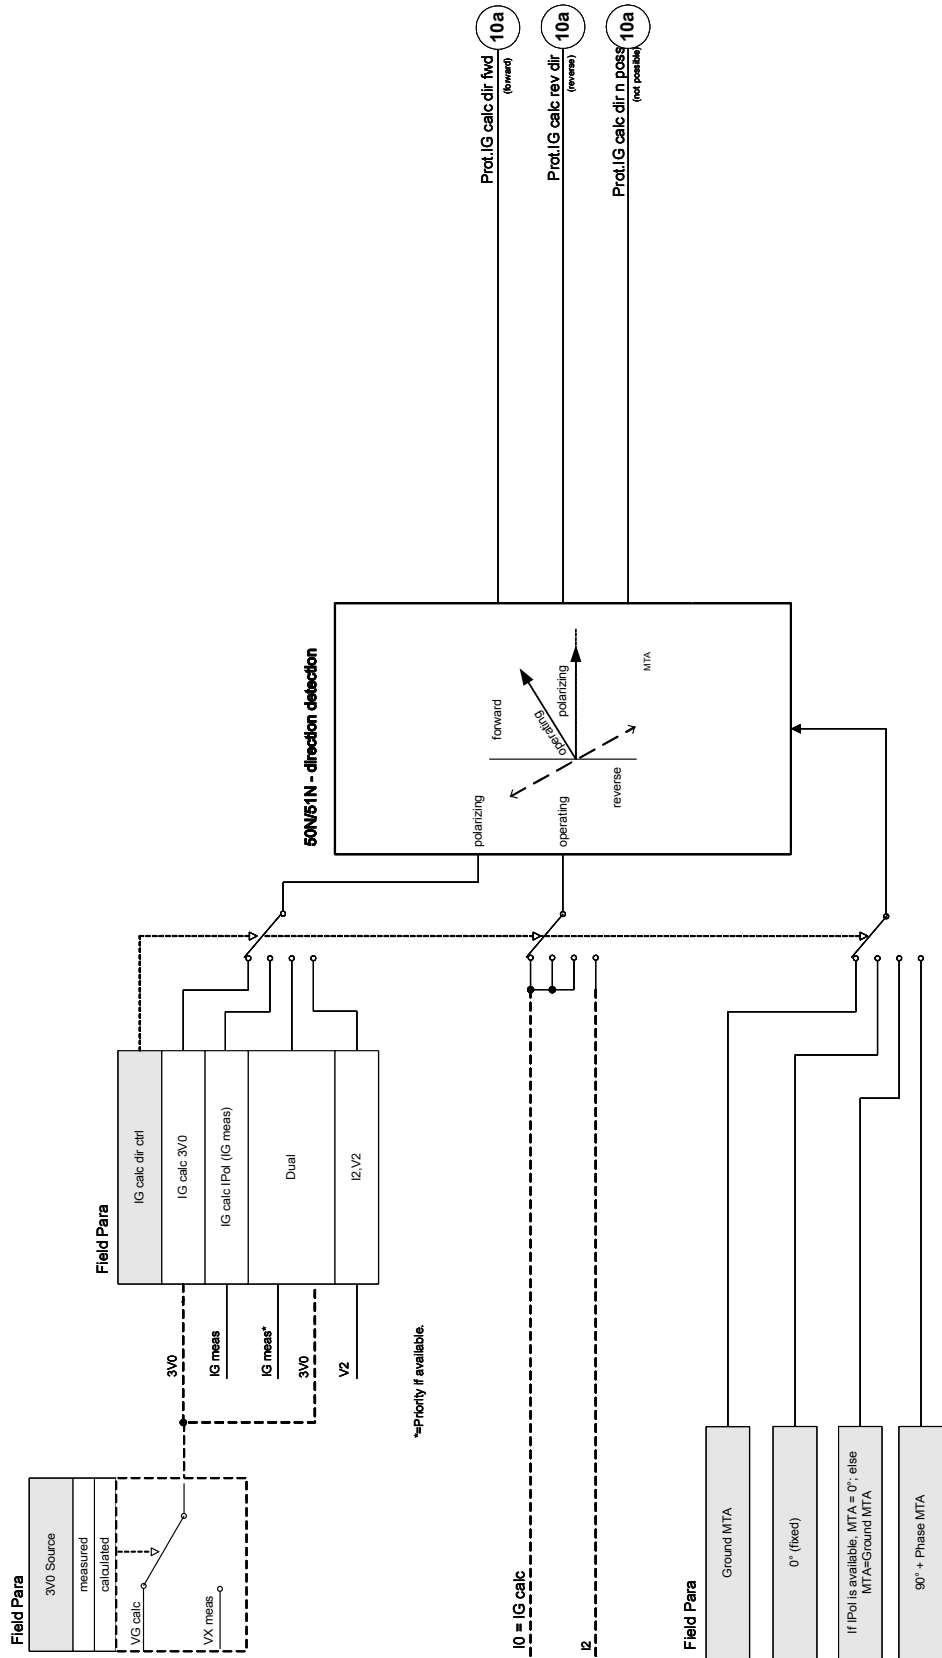 Field Para
3V0 Source
measured
calculated
VG calc
VX meas
Field Para
IG calc dir ctrl
IG calc 3V0
IG calc IPol (IG meas)
Dual
I2,V2
3V0
IG meas
IG meas*
3V0
V2
*=Priority if available.
I0 = IG calc
I2
Field Para
Ground MTA
0° (fixed)
If IPol is available, MTA = 0°; else
MTA=Ground MTA
90° + Phase MTA
50N/51N - direction detection
polarizing
operating
forward
reverse
operating
polarizing
MTA
Prot.IG calc dir fwd
(forward)
10a
Prot.IG calc rev dir
(reverse)
10a
Prot.IG calc dir n poss
(not possible)
10a